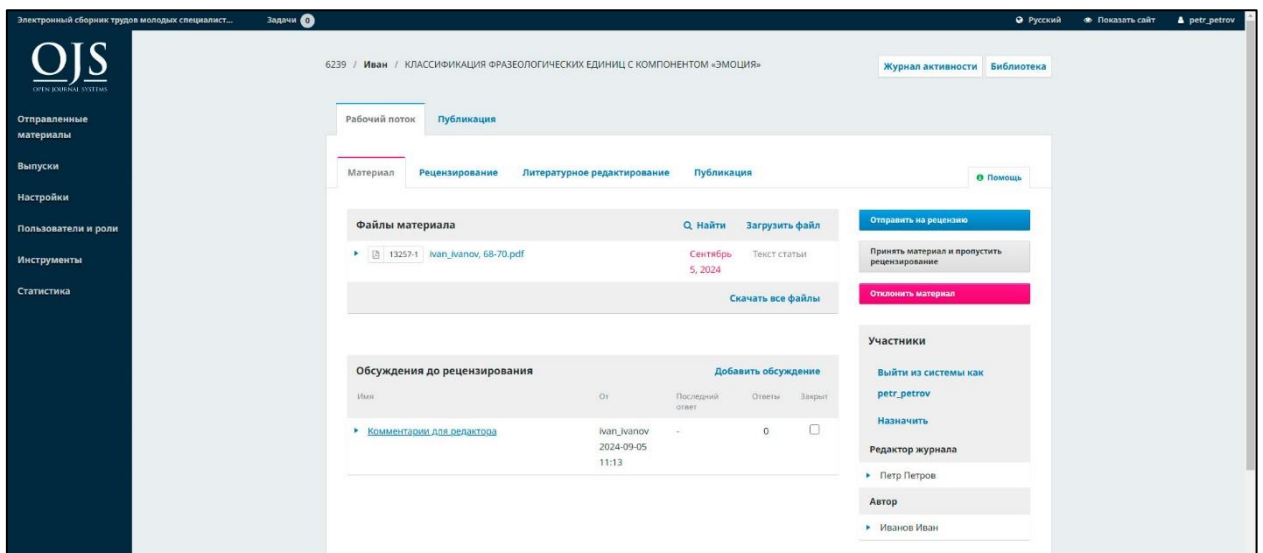 Электронный сборник трудов молодых специалист...
Задачи 0
Русский
Показать сайт
petr_petrov
OJS
OPEN JOURNAL SYSTEMS
Отправленные
материалы
Выпуски
Настройки
Пользователи и роли
Инструменты
Статистика
6239 / Иван / КЛАССИФИКАЦИЯ ФРАЗЕОЛОГИЧЕСКИХ ЕДИНИЦ С КОМПОНЕНТОМ «ЭМОЦИЯ»
Журнал активности
Библиотека
Рабочий поток
Публикация
Материал
Рецензирование
Литературное редактирование
Публикация
Помощь
Файлы материала
Найти
Загрузить файл
13257-1 ivan_ivanov, 68-70.pdf
Сентябрь
5, 2024
Текст статьи
Скачать все файлы
Обсуждения до рецензирования
Добавить обсуждение
Имя
От
Последний
ответ
Ответы
Закрыт
Комментарии для редактора
ivan_ivanov
2024-09-05
11:13
-
0
Отправить на рецензию
Принять материал и пропустить
рецензирование
Отклонить материал
Участники
Выйти из системы как
petr_petrov
Назначить
Редактор журнала
Петр Петров
Автор
Иванов Иван